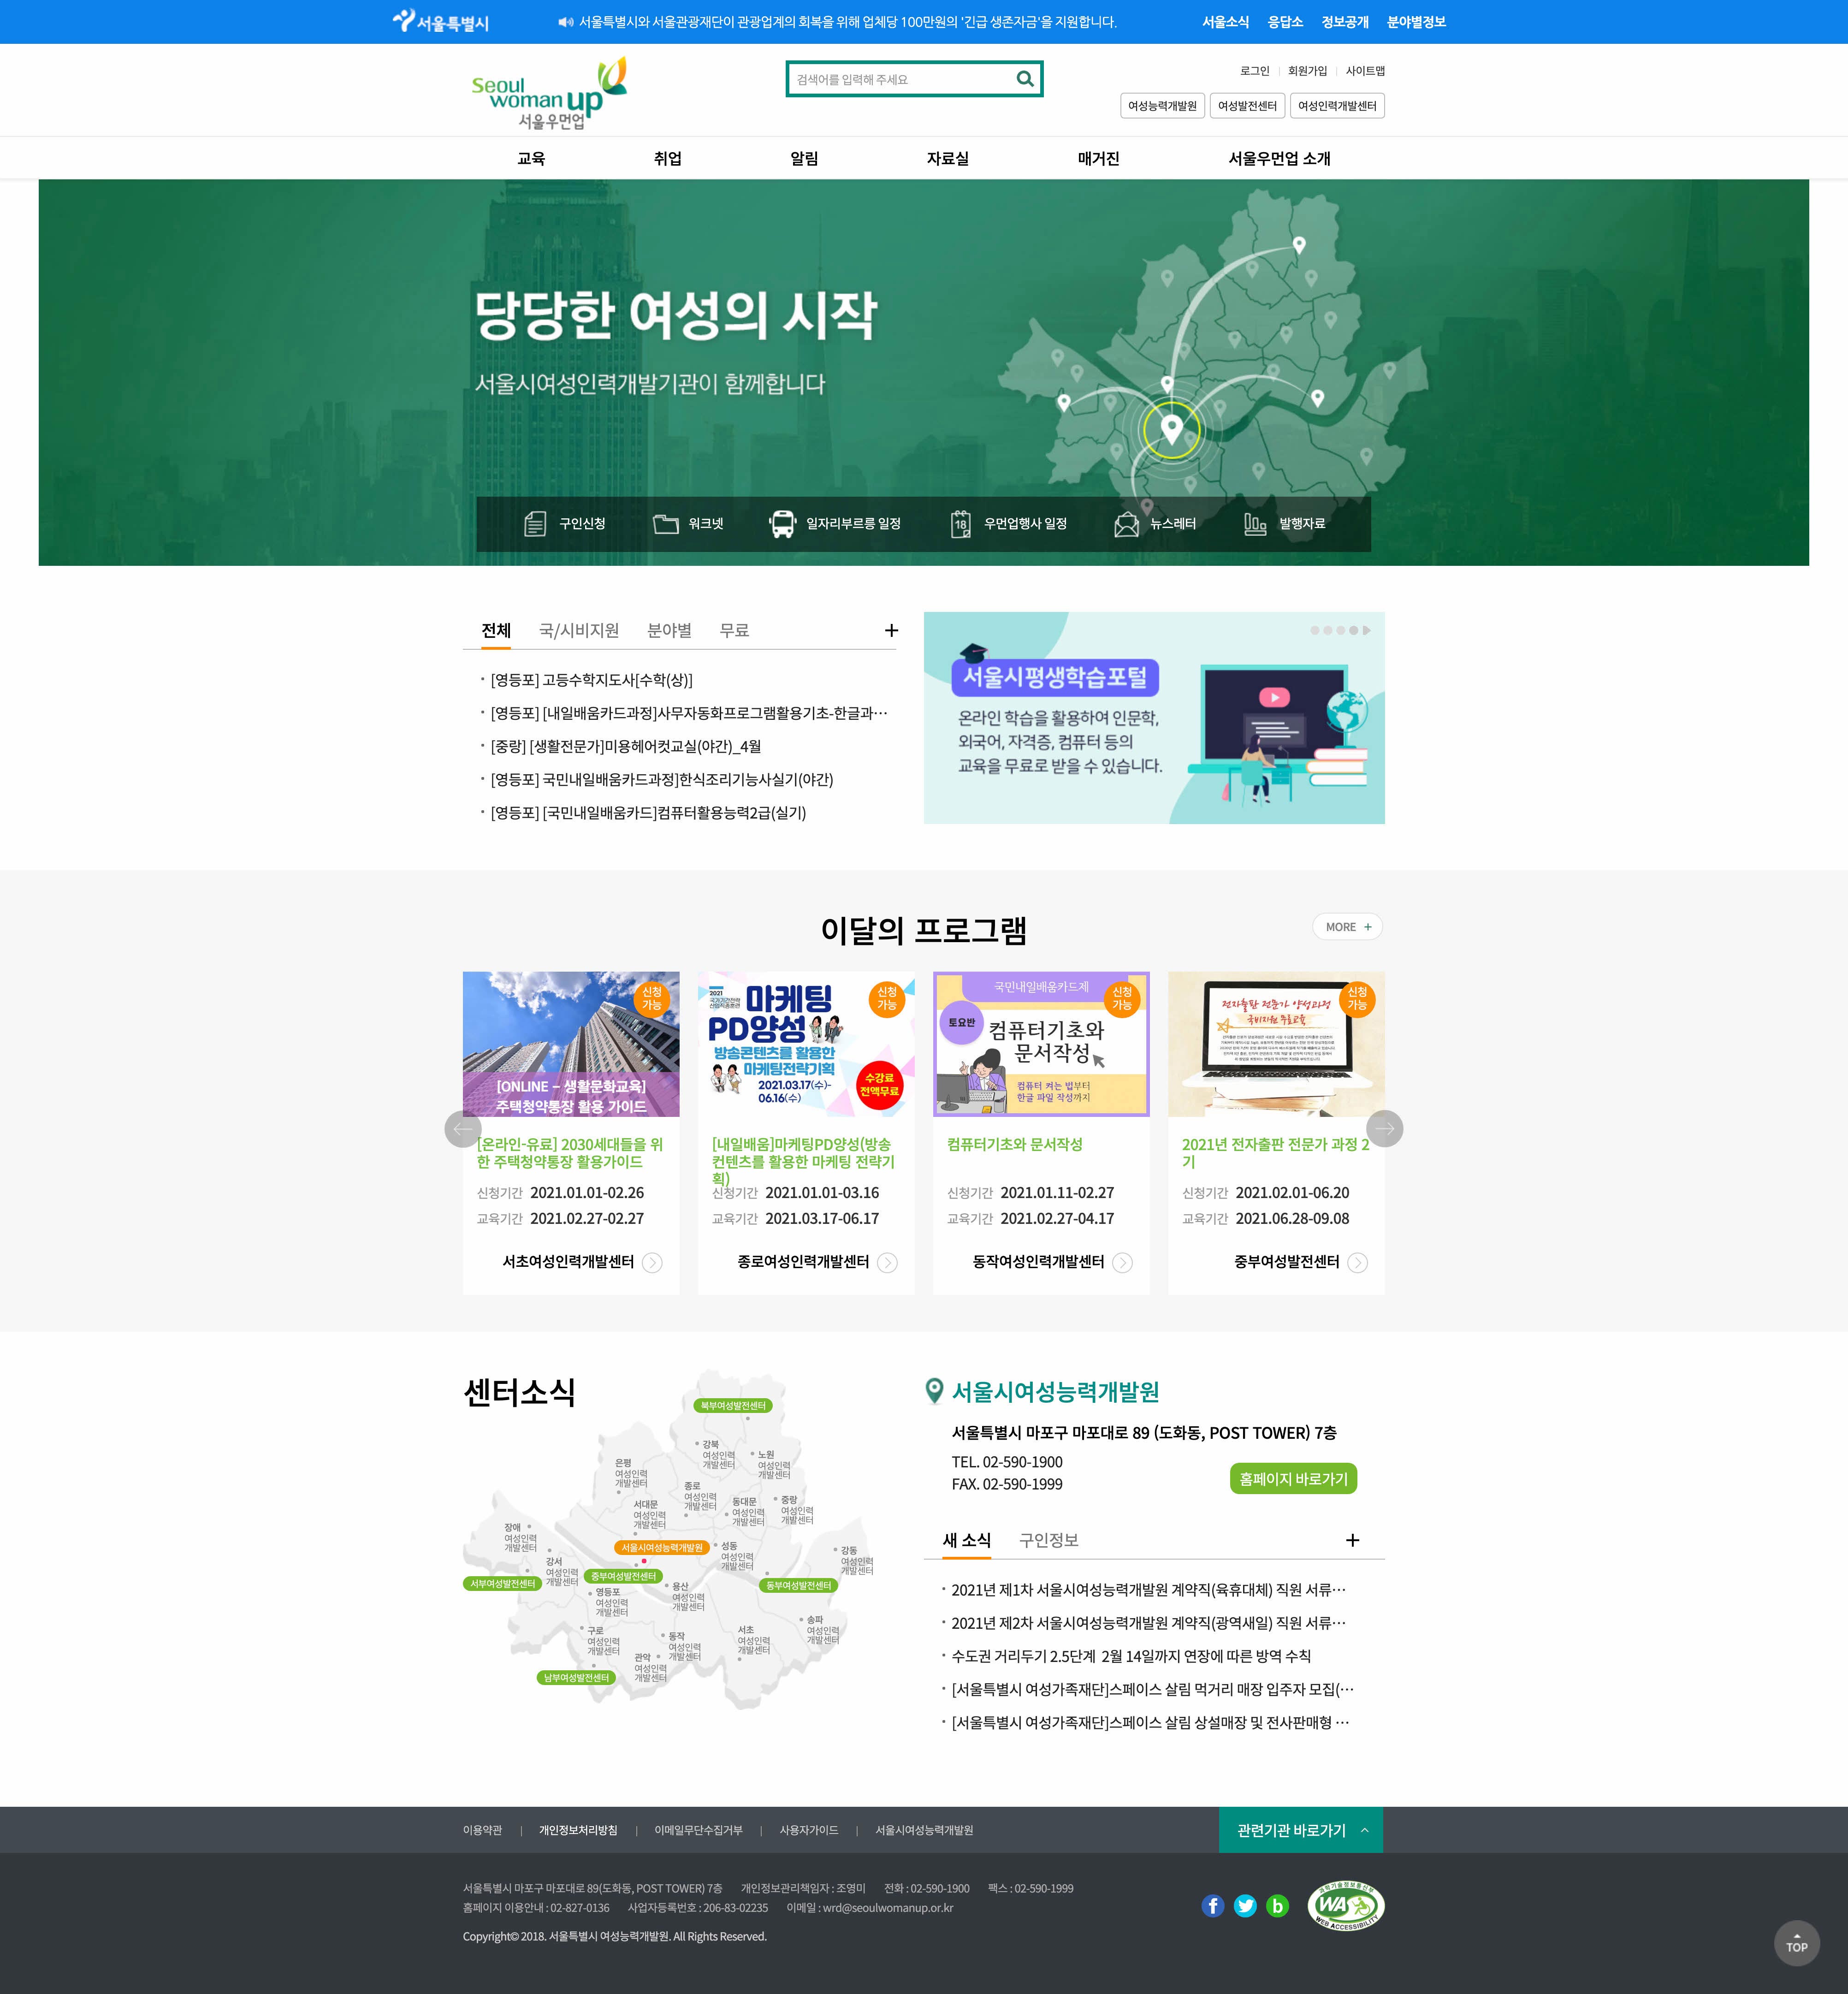 서울특별시
서울특별시와 서울관광재단이 관광업계의 회복을 위해 업체당 100만원의 '긴급 생존자금'을 지원합니다.
서울소식 응답소 정보공개 분야별정보
Seoul
woman up
서울우먼업
검색어를 입력해 주세요
로그인 회원가입 사이트맵
여성능력개발원 여성발전센터 여성인력개발센터
교육 취업 알림 자료실 매거진 서울우먼업 소개
당당한 여성의 시작
서울시여성인력개발기관이 함께합니다
구인신청 워크넷 일자리부르릉 일정 18 우먼업행사 일정 뉴스레터 발행자료
전체 국/시비지원 분야별 무료 +
[영등포] 고등수학지도사[수학(상)]
[영등포] [내일배움카드과정]사무자동화프로그램활용기초-한글과…
[중랑] [생활전문가]미용헤어컷교실(야간)_4월
[영등포] 국민내일배움카드과정]한식조리기능사실기(야간)
[영등포] [국민내일배움카드]컴퓨터활용능력2급(실기)
서울시평생학습포털
온라인 학습을 활용하여 인문학,
외국어, 자격증, 컴퓨터 등의
교육을 무료로 받을 수 있습니다.
이달의 프로그램
MORE +
신청
가능
[ONLINE – 생활문화교육]
주택청약통장 활용 가이드
[온라인-유료] 2030세대들을 위
한 주택청약통장 활용가이드
신청기간 2021.01.01-02.26
교육기간 2021.02.27-02.27
서초여성인력개발센터
2021
마케팅
PD양성
방송콘텐츠를 활용한
마케팅전략기획
2021.03.17(수)-
06.16(수)
수강료
전액무료
신청
가능
[내일배움]마케팅PD양성(방송
컨텐츠를 활용한 마케팅 전략기
획)
신청기간 2021.01.01-03.16
교육기간 2021.03.17-06.17
종로여성인력개발센터
국민내일배움카드제
토요반
컴퓨터기초와
문서작성
컴퓨터 켜는 법부터
한글 파일 작성까지
신청
가능
컴퓨터기초와 문서작성
신청기간 2021.01.11-02.27
교육기간 2021.02.27-04.17
동작여성인력개발센터
전자출판 전문가 양성과정
국비지원 무료교육
신청
가능
2021년 전자출판 전문가 과정 2
기
신청기간 2021.02.01-06.20
교육기간 2021.06.28-09.08
중부여성발전센터
센터소식
북부여성발전센터
강북
여성인력
개발센터
노원
여성인력
개발센터
은평
여성인력
개발센터
종로
여성인력
개발센터
서대문
여성인력
개발센터
동대문
여성인력
개발센터
중랑
여성인력
개발센터
장애
여성인력
개발센터
서울시여성능력개발원
성동
여성인력
개발센터
강동
여성인력
개발센터
강서
여성인력
개발센터
서부여성발전센터
중부여성발전센터
동부여성발전센터
영등포
여성인력
개발센터
용산
여성인력
개발센터
구로
여성인력
개발센터
동작
여성인력
개발센터
서초
여성인력
개발센터
송파
여성인력
개발센터
관악
여성인력
개발센터
남부여성발전센터
서울시여성능력개발원
서울특별시 마포구 마포대로 89 (도화동, POST TOWER) 7층
TEL. 02-590-1900
FAX. 02-590-1999
홈페이지 바로가기
새 소식 구인정보 +
2021년 제1차 서울시여성능력개발원 계약직(육휴대체) 직원 서류…
2021년 제2차 서울시여성능력개발원 계약직(광역새일) 직원 서류…
수도권 거리두기 2.5단계 2월 14일까지 연장에 따른 방역 수칙
[서울특별시 여성가족재단]스페이스 살림 먹거리 매장 입주자 모집(…
[서울특별시 여성가족재단]스페이스 살림 상설매장 및 전사판매형 …
이용약관 | 개인정보처리방침 | 이메일무단수집거부 | 사용자가이드 | 서울시여성능력개발원
관련기관 바로가기
서울특별시 마포구 마포대로 89(도화동, POST TOWER) 7층 개인정보관리책임자 : 조영미 전화 : 02-590-1900 팩스 : 02-590-1999
홈페이지 이용안내 : 02-827-0136 사업자등록번호 : 206-83-02235 이메일 : wrd@seoulwomanup.or.kr
Copyright© 2018. 서울특별시 여성능력개발원. All Rights Reserved.
f b
과학기술정보통신부
WA
WEB ACCESSIBILITY
TOP